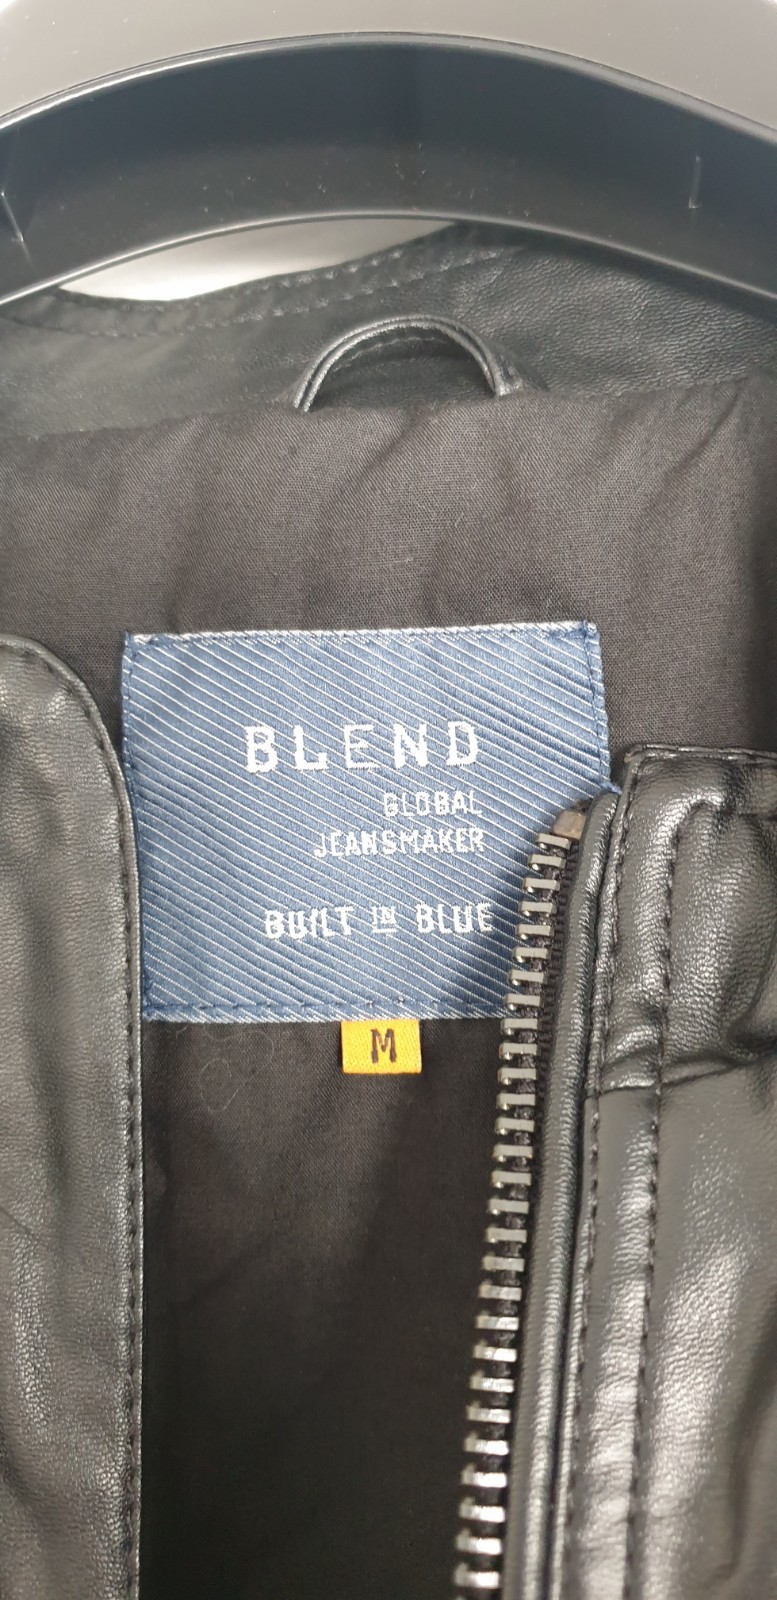 BLEND
GLOBAL
JEANSMAKER
BUILT IN BLUE
M